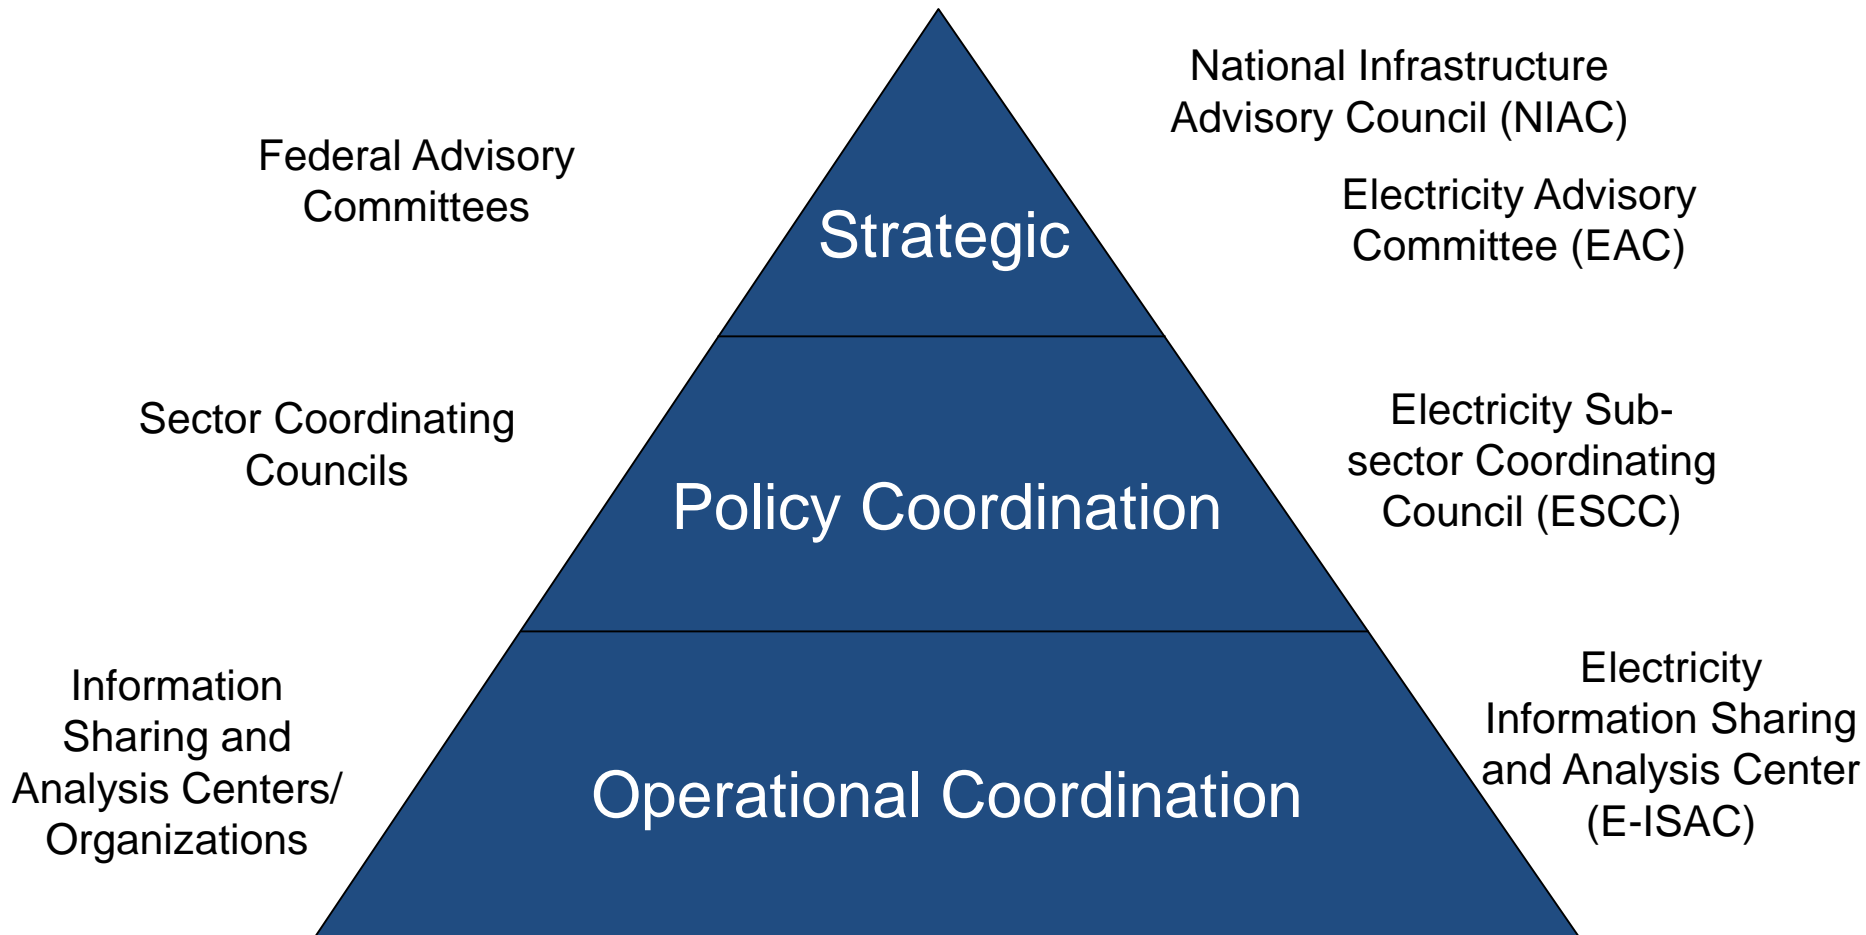 Federal Advisory
Committees
Strategic
National Infrastructure
Advisory Council (NIAC)
Electricity Advisory
Committee (EAC)
Sector Coordinating
Councils
Policy Coordination
Electricity Sub-
sector Coordinating
Council (ESCC)
Information
Sharing and
Analysis Centers/
Organizations
Operational Coordination
Electricity
Information Sharing
and Analysis Center
(E-ISAC)